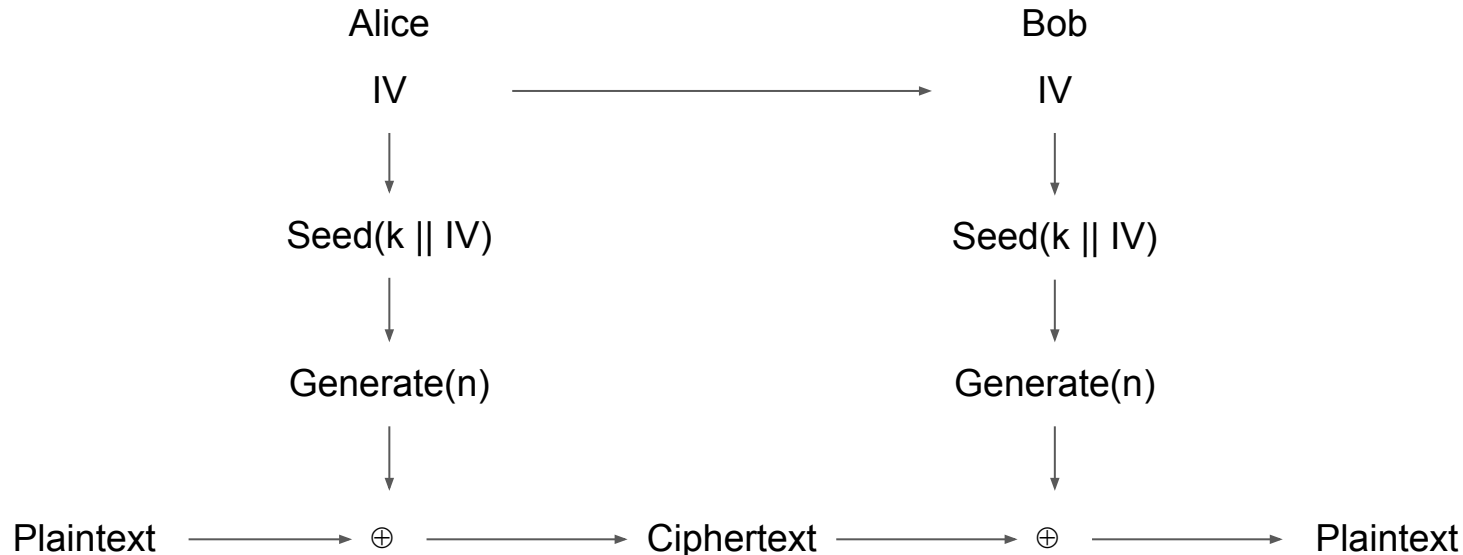 Alice Bob
IV IV
Seed(k || IV) Seed(k || IV)
Generate(n) Generate(n)
Plaintext ⊕ Ciphertext ⊕ Plaintext